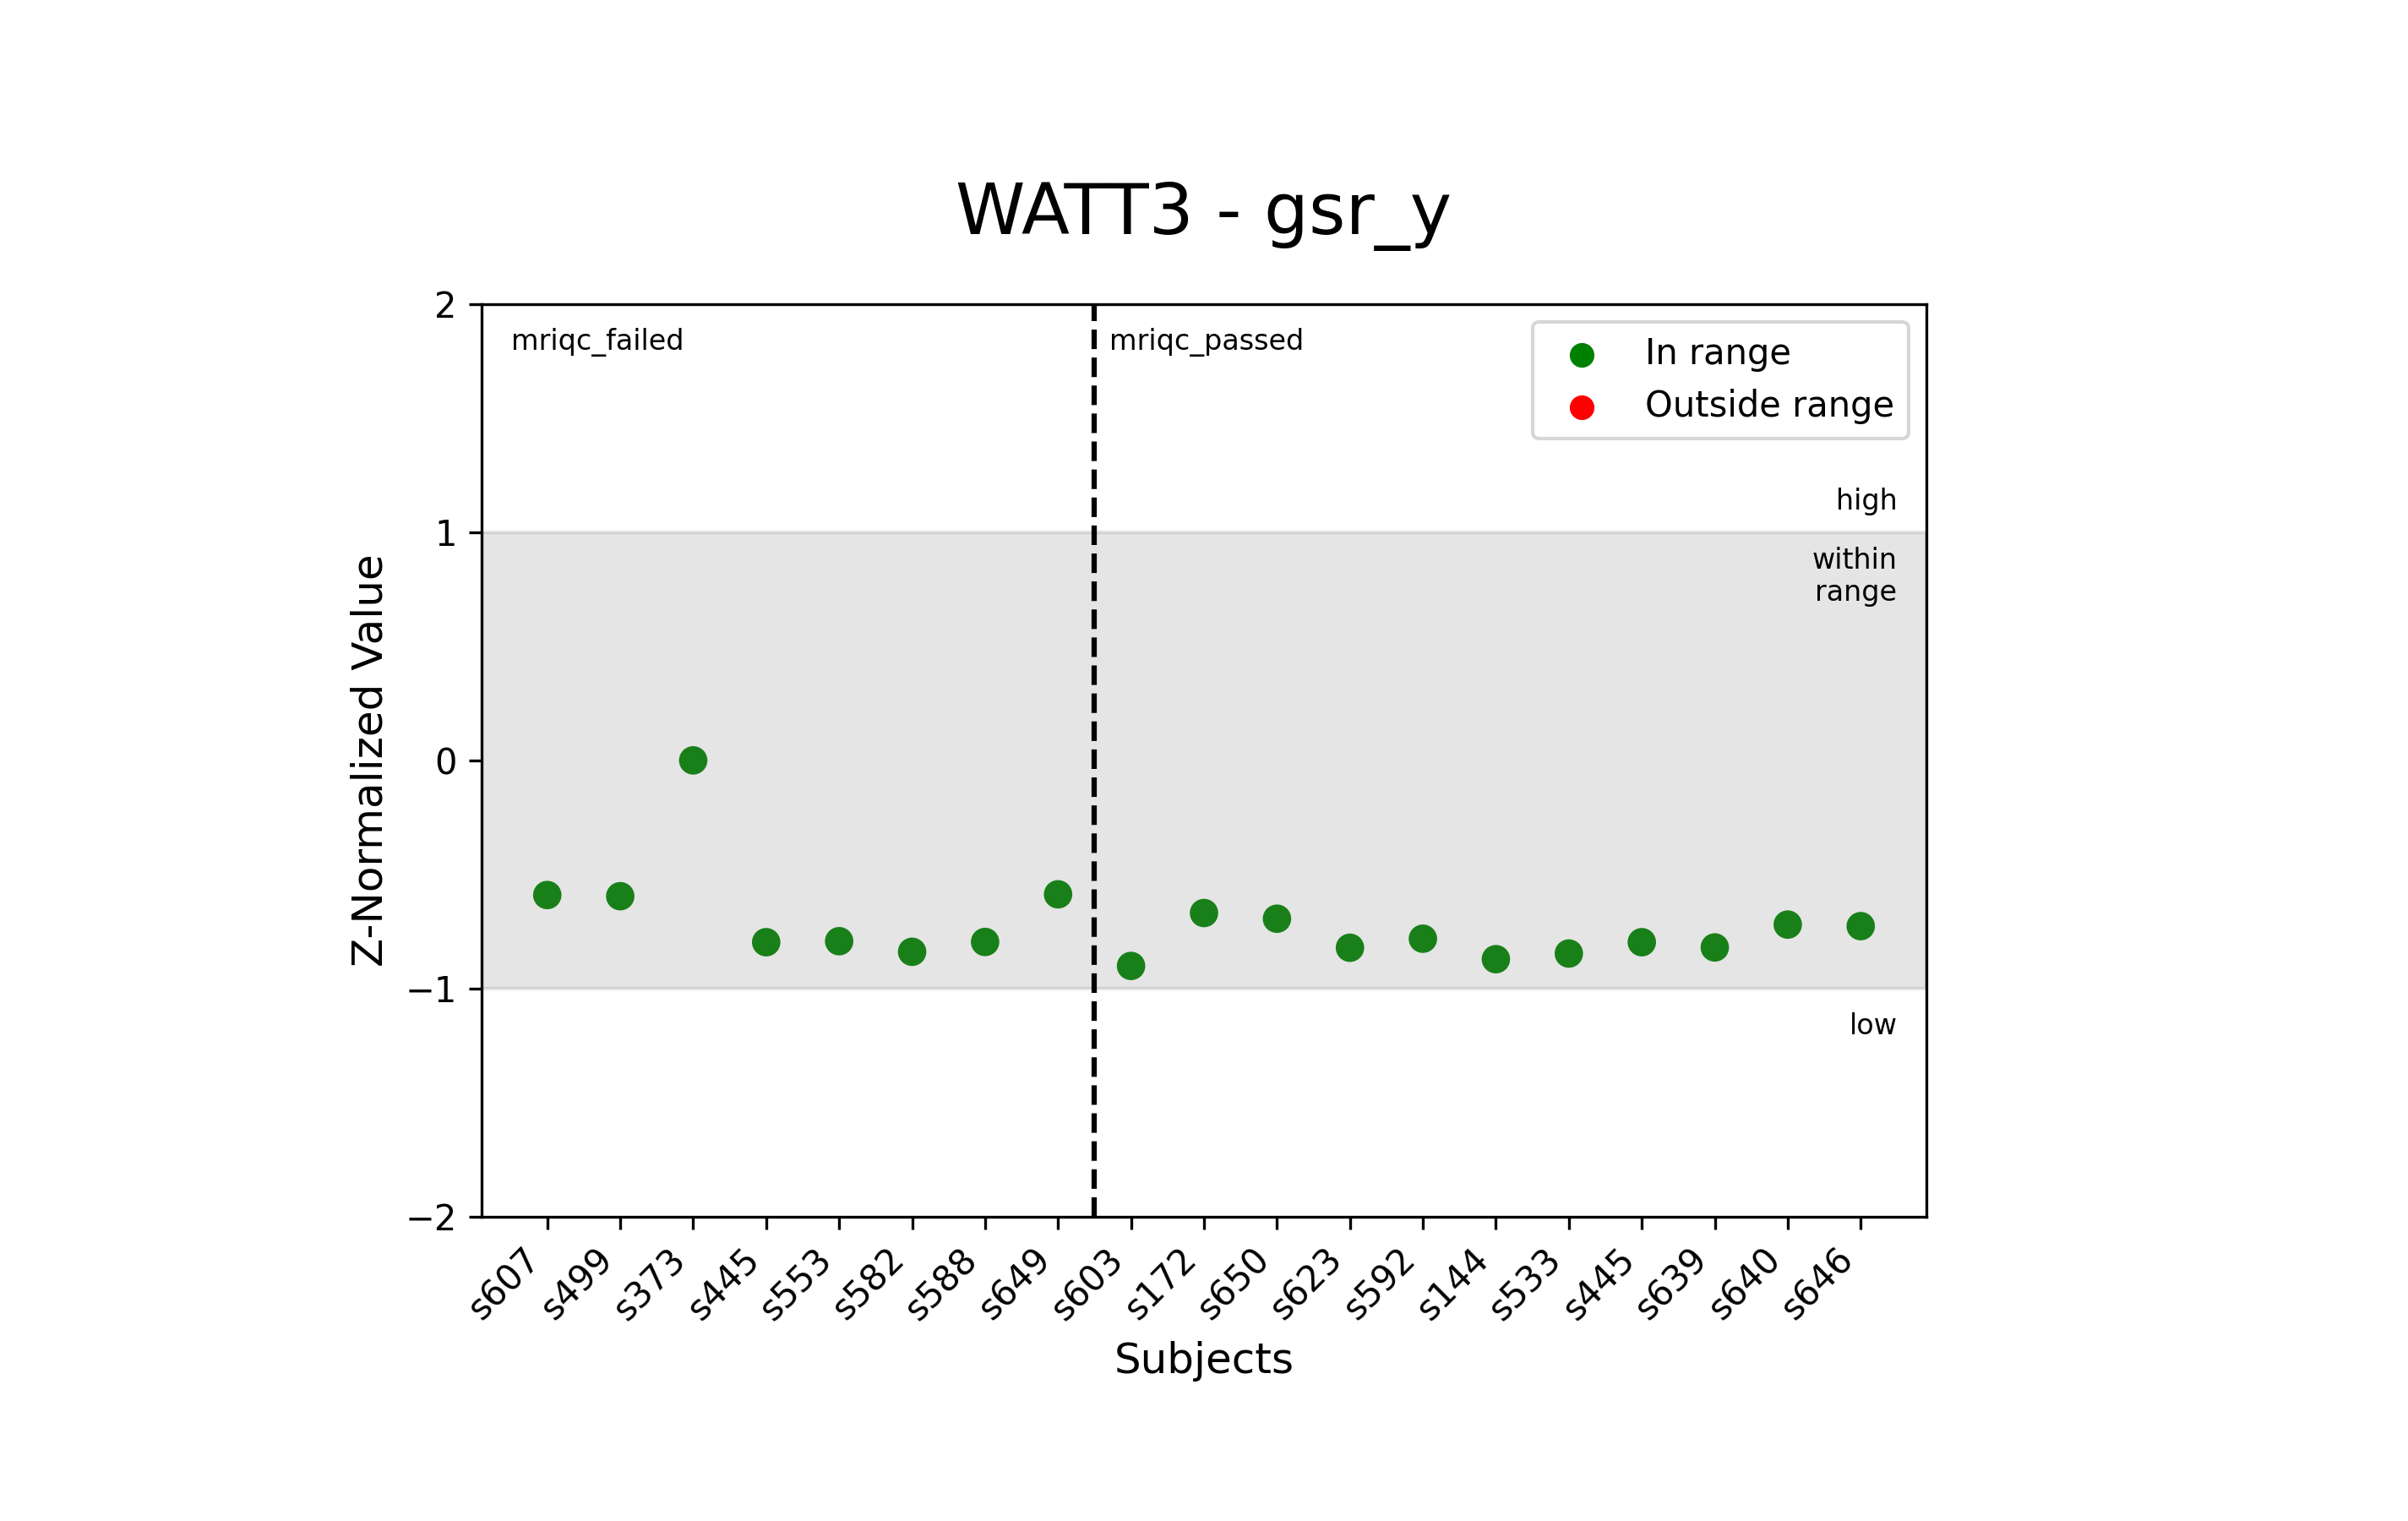 WATT3 - gsr_y
2
mriqc_failed
mriqc_passed
In range
Outside range
high
1
within
range
Z-Normalized Value
0
−1
low
−2
s607
s499
s373
s445
s553
s582
s588
s649
s603
s172
s650
s623
s592
s144
s533
s445
s639
s640
s646
Subjects